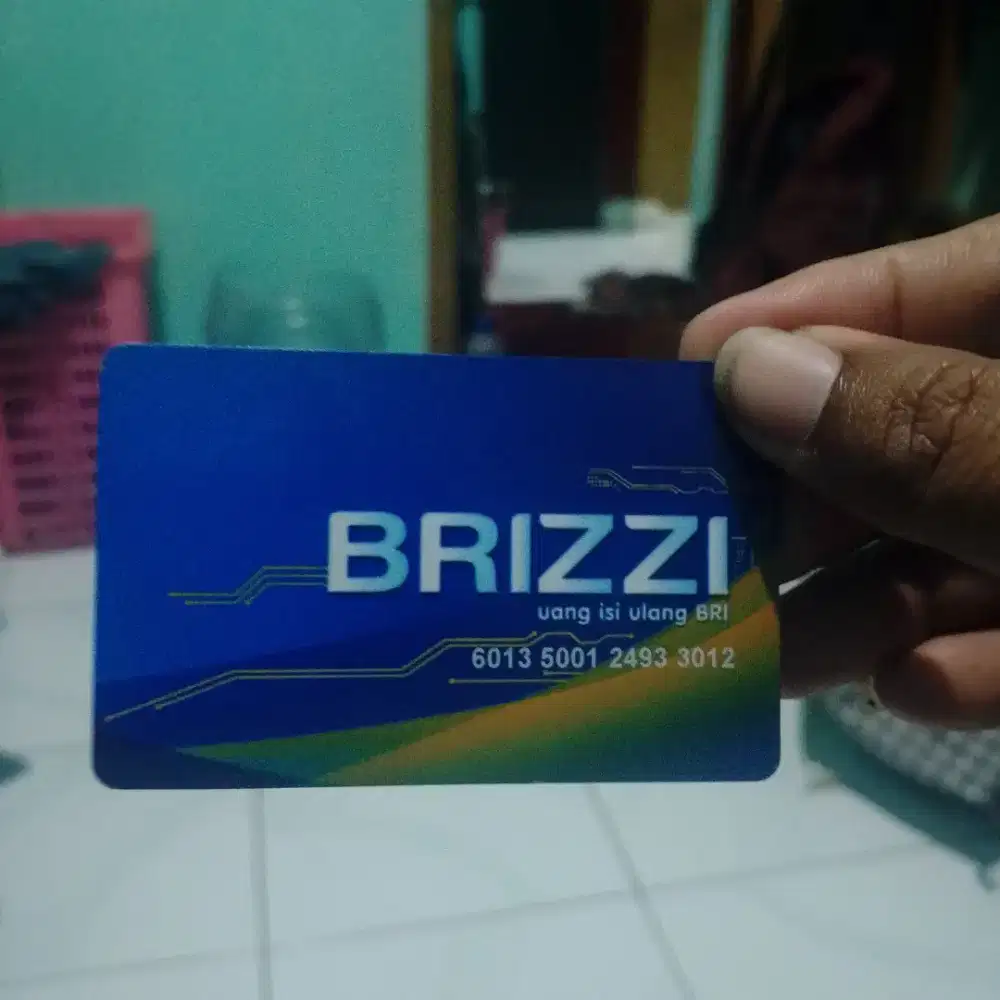 BRIZZI
uang isi ulang BRI
6013 5001 2493 3012